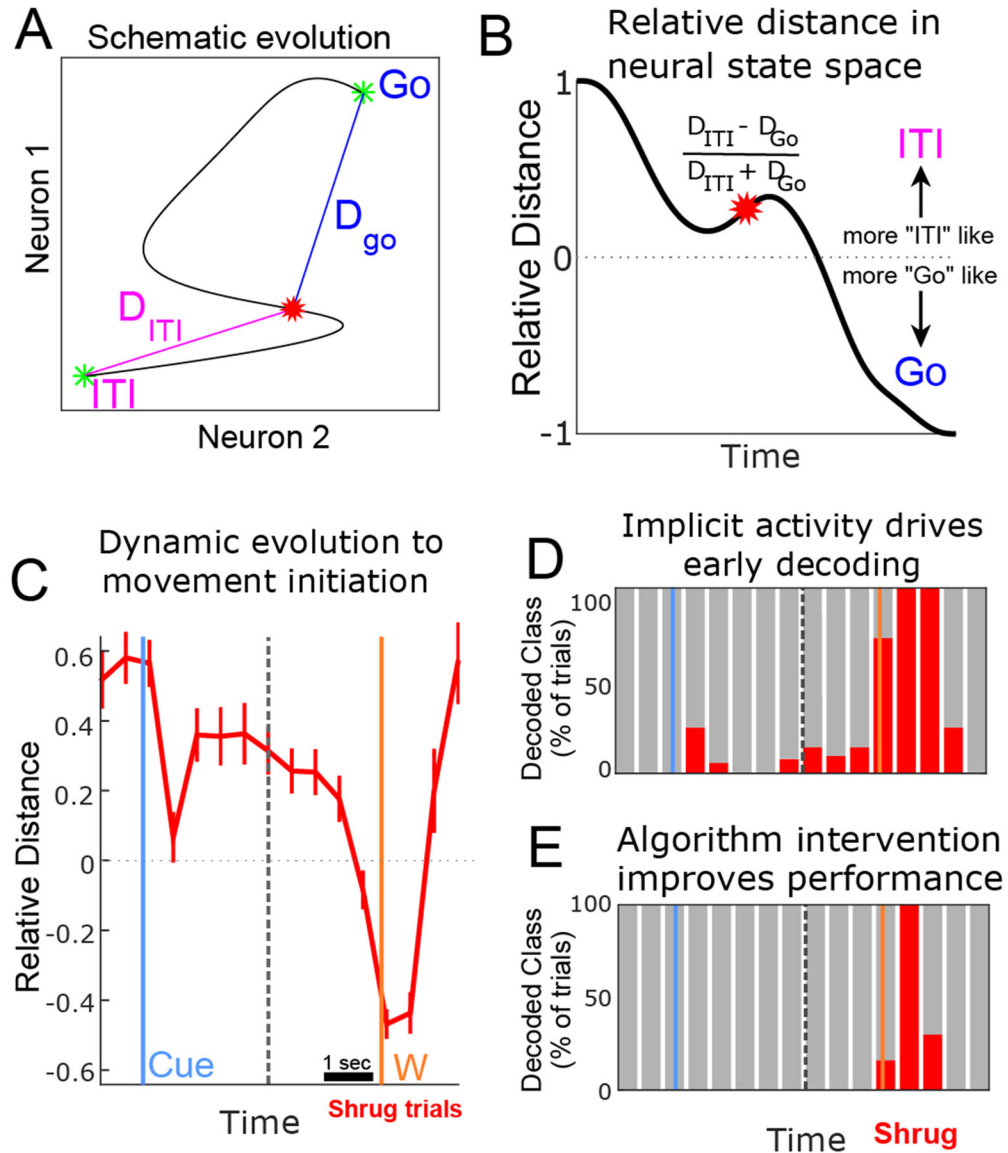 A
Schematic evolution
Go
D go
D ITI
ITI
Neuron 1
Neuron 2
B
Relative distance in
neural state space
1
0
-1
D ITI - D Go
D ITI + D Go
ITI
more "ITI" like
more "Go" like
Go
Relative Distance
Time
C
Dynamic evolution to
movement initiation
0.6
0.4
0.2
0
-0.2
-0.4
-0.6
Relative Distance
Cue
1 sec
W
Time
Shrug trials
D
Implicit activity drives
early decoding
100
50
0
Decoded Class
(% of trials)
E
Algorithm intervention
improves performance
100
50
0
Decoded Class
(% of trials)
Time
Shrug